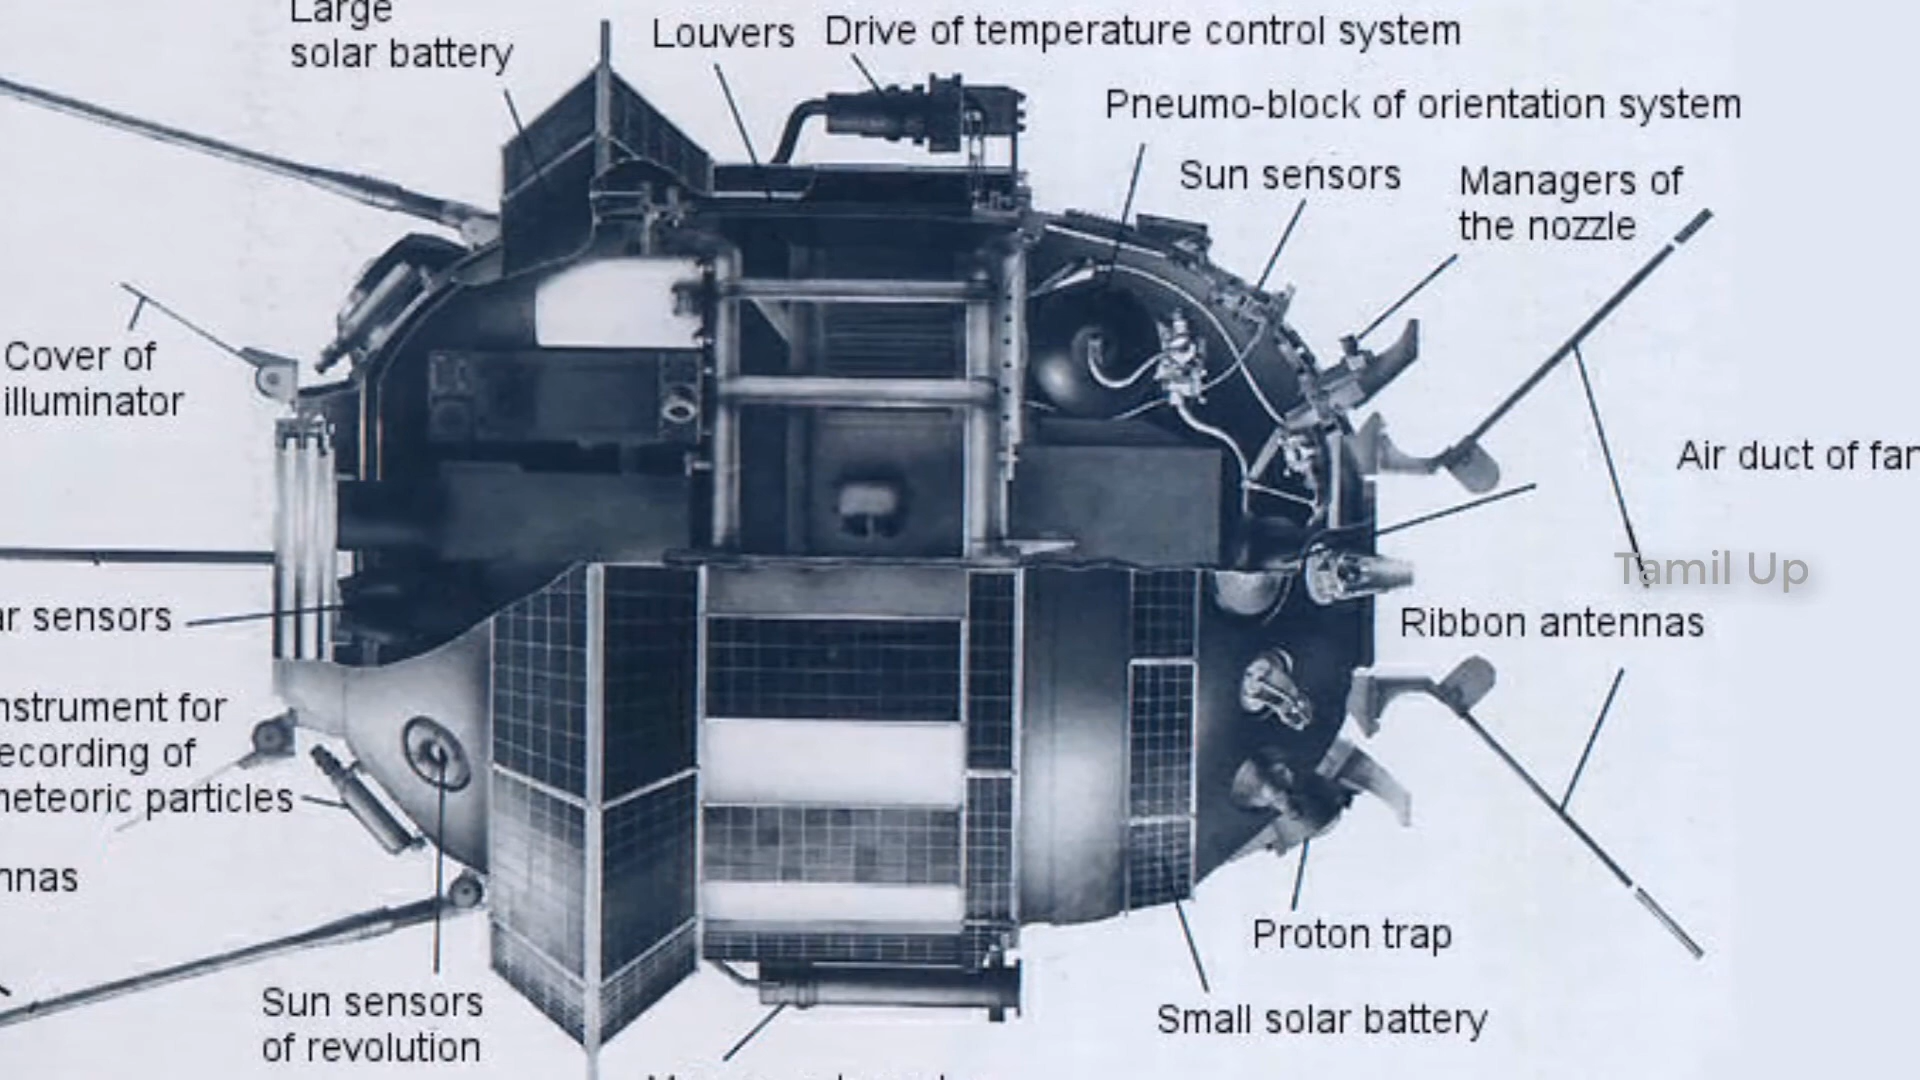 Large
solar battery
Louvers
Drive of temperature control system
Pneumo-block of orientation system
Sun sensors
Managers of
the nozzle
Cover of
illuminator
Air duct of fan
Tamil Up
sensors
Ribbon antennas
nstrument for
ecording of
particles
nnas
Proton trap
Sun sensors
of revolution
Small solar battery